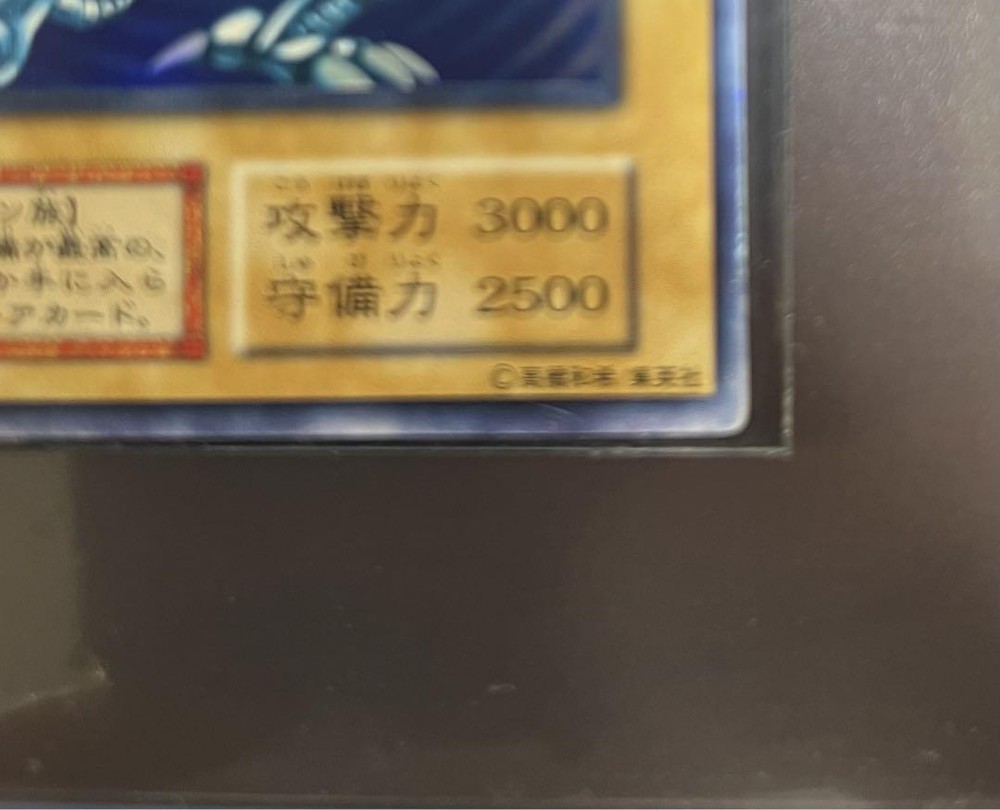 ン族】
攻撃力 3000
が最高の、
か手に入ら
守備力 2500
アカード。
©高橋和希 集英社